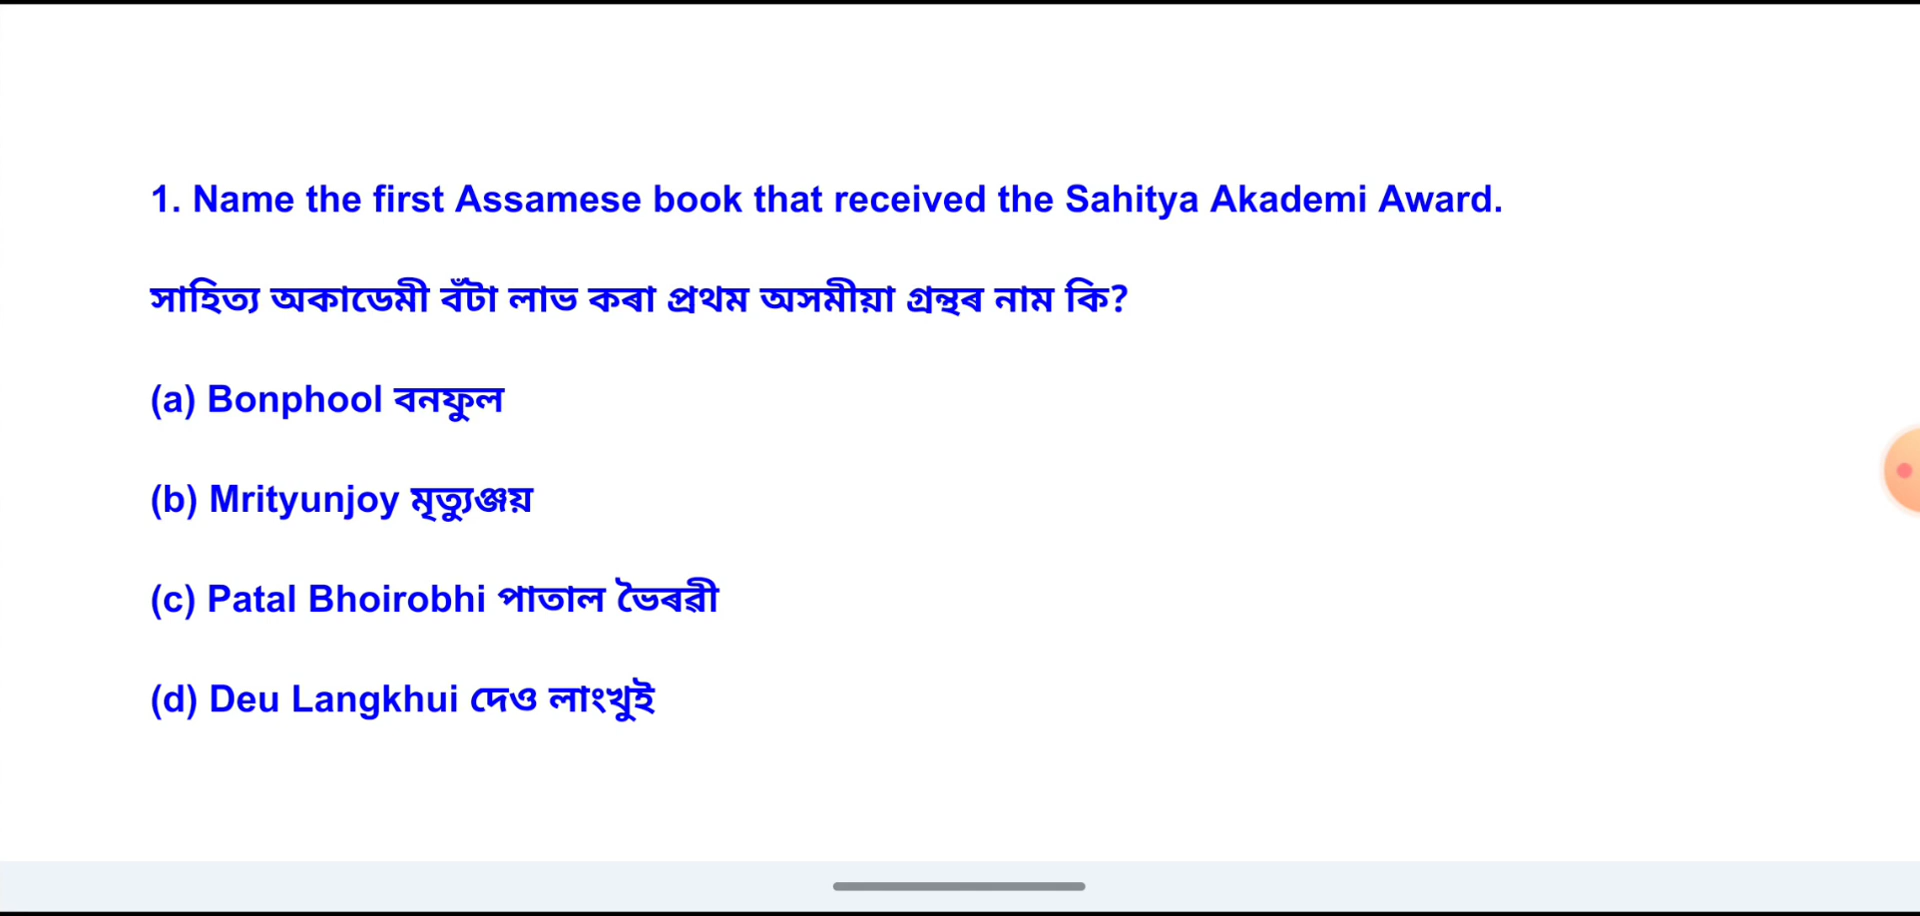 1. Name the first Assamese book that received the Sahitya Akademi Award.
সাহিত্য অকাডেমী বঁটা লাভ কৰা প্ৰথম অসমীয়া গ্ৰন্থৰ নাম কি?
(a) Bonphool বনফুল
(b) Mrityunjoy মৃত্যুঞ্জয়
(c) Patal Bhoirobhi পাতাল ভৈৰৱী
(d) Deu Langkhui দেও লাংখুই